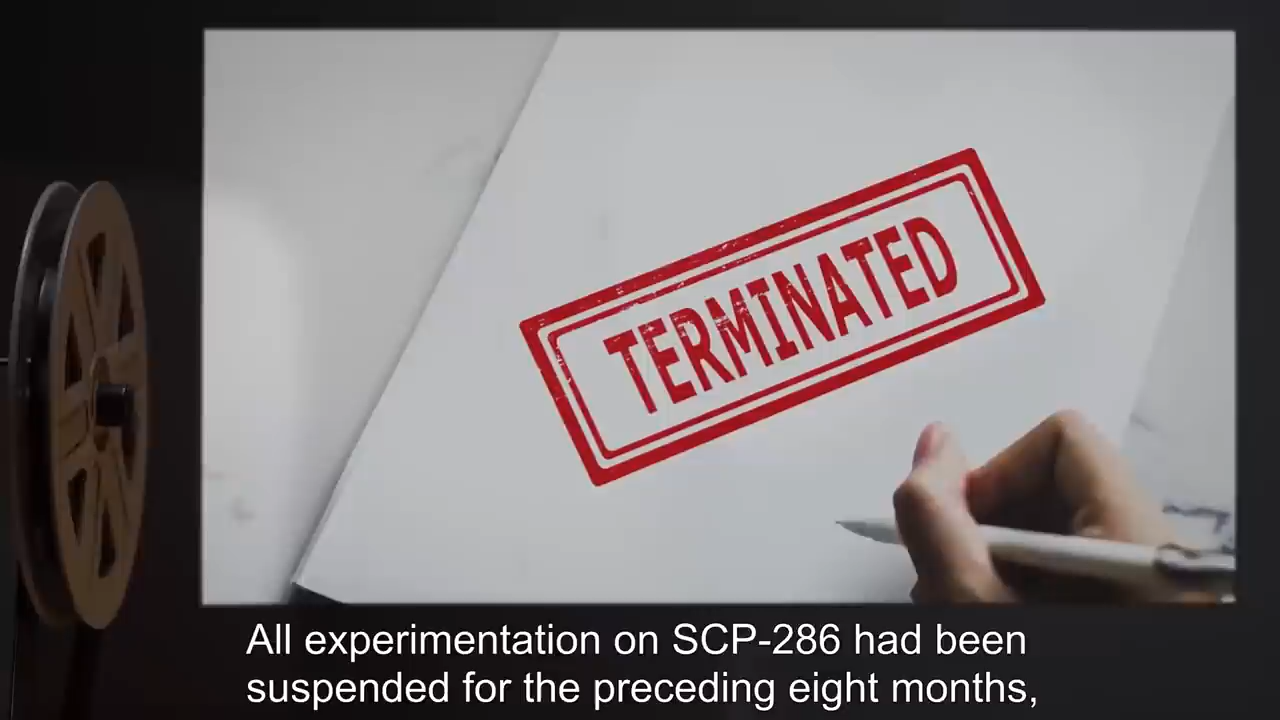 TERMINATED
All experimentation on SCP-286 had been
suspended for the preceding eight months,